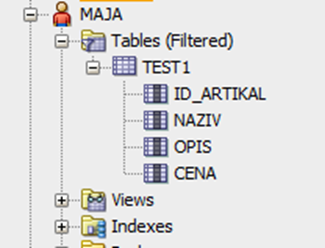 MAJA
Tables (Filtered)
TEST1
ID_ARTIKAL
NAZIV
OPIS
CENA
Views
Indexes